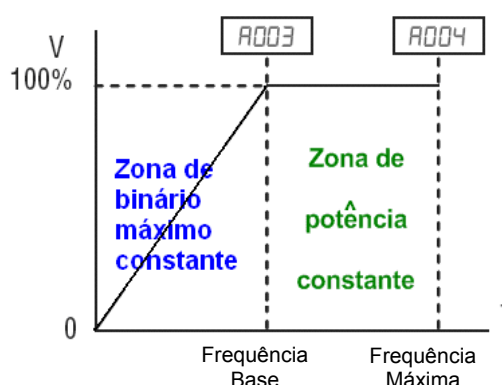 A003
A004
V
100%
Zona de
binário
máximo
constante
Zona de
potência
constante
0
Frequência
Base
Frequência
Máxima